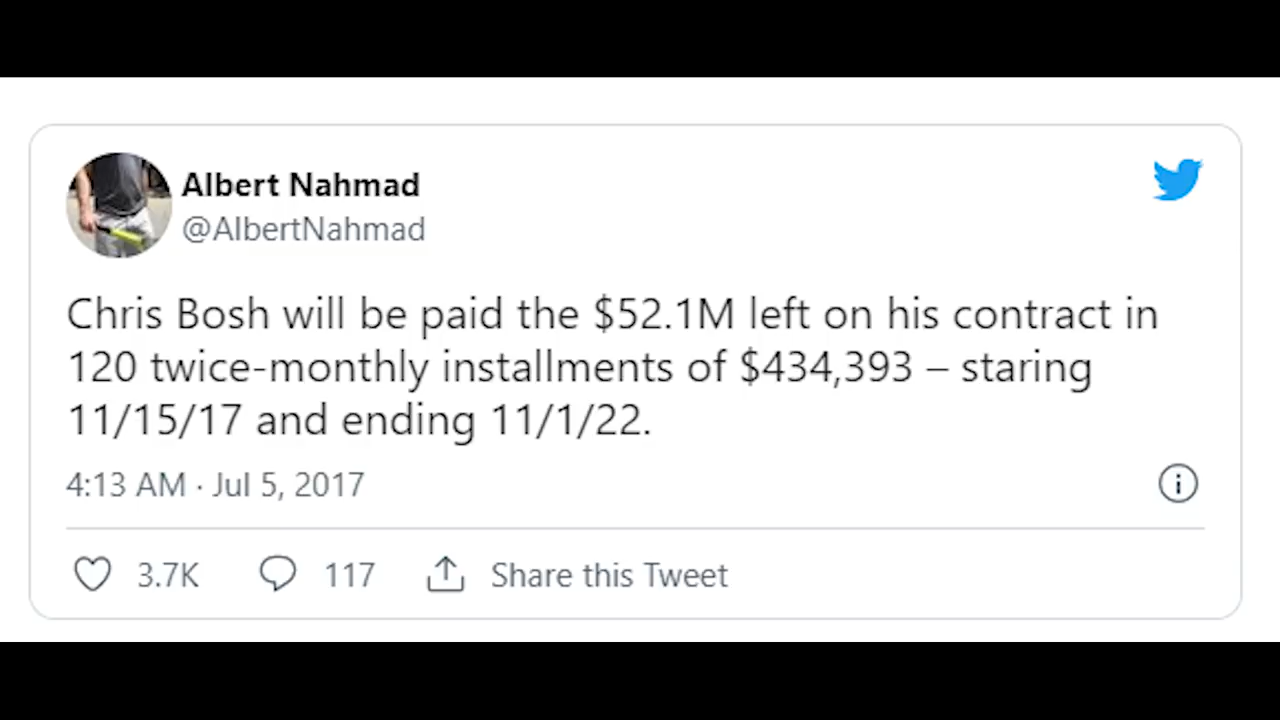 Albert Nahmad
@AlbertNahmad
Chris Bosh will be paid the $52.1M left on his contract in
120 twice-monthly installments of $434,393 – staring
11/15/17 and ending 11/1/22.
4:13 AM · Jul 5, 2017
3.7K 117 Share this Tweet